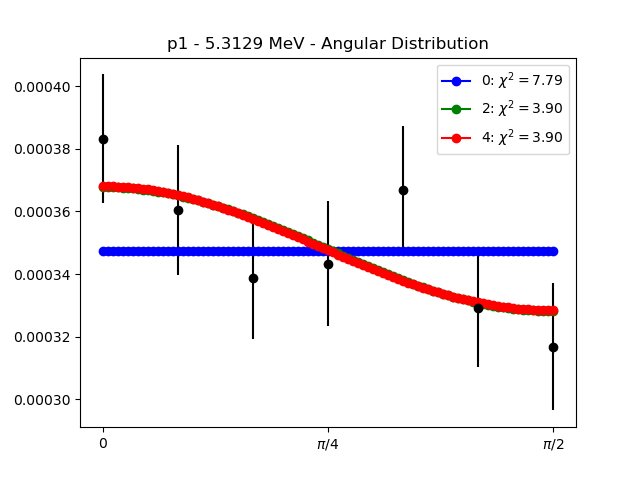 p1 - 5.3129 MeV - Angular Distribution
0.00040
0.00038
0.00036
0.00034
0.00032
0.00030
0: χ² = 7.79
2: χ² = 3.90
4: χ² = 3.90
0
π/4
π/2